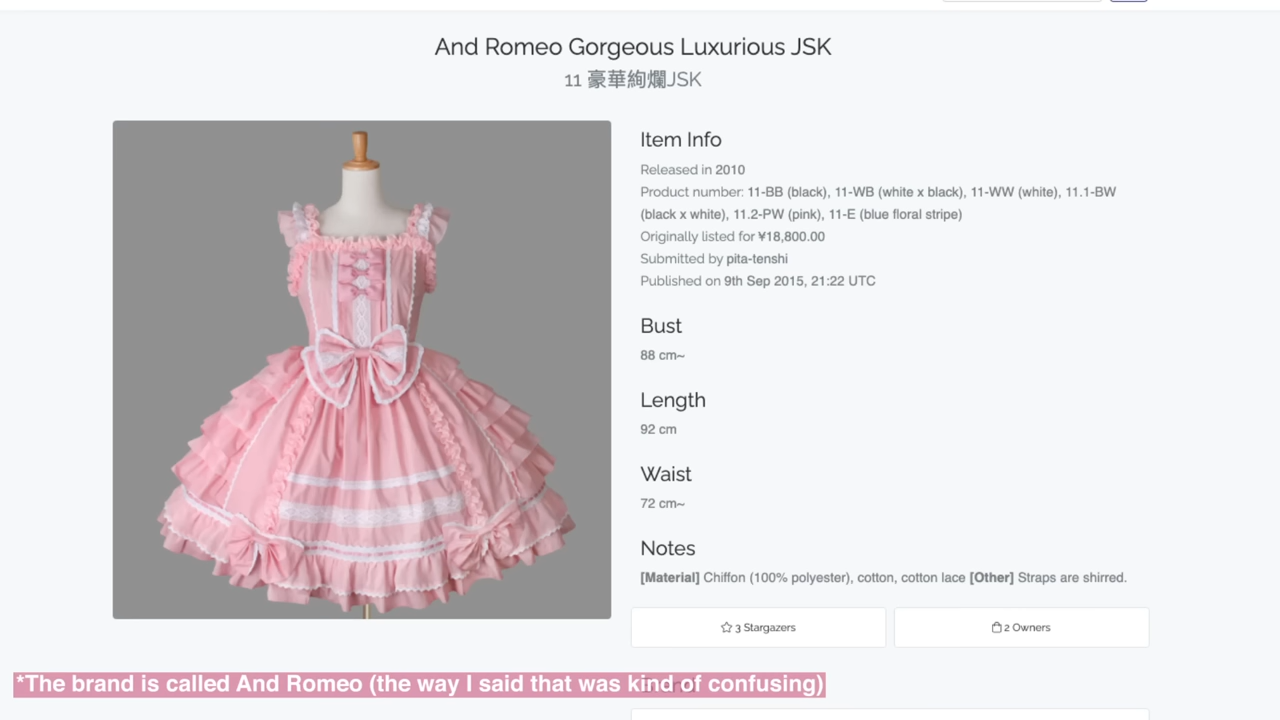 And Romeo Gorgeous Luxurious JSK
11 豪華絢爛JSK
Item Info
Released in 2010
Product number: 11-BB (black), 11-WB (white x black), 11-WW (white), 11.1-BW
(black x white), 11.2-PW (pink), 11-E (blue floral stripe)
Originally listed for ¥18,800.00
Submitted by pita-tenshi
Published on 9th Sep 2015, 21:22 UTC
Bust
88 cm~
Length
92 cm
Waist
72 cm~
Notes
[Material] Chiffon (100% polyester), cotton, cotton lace [Other] Straps are shirred.
3 Stargazers
2 Owners
*The brand is called And Romeo (the way I said that was kind of confusing)